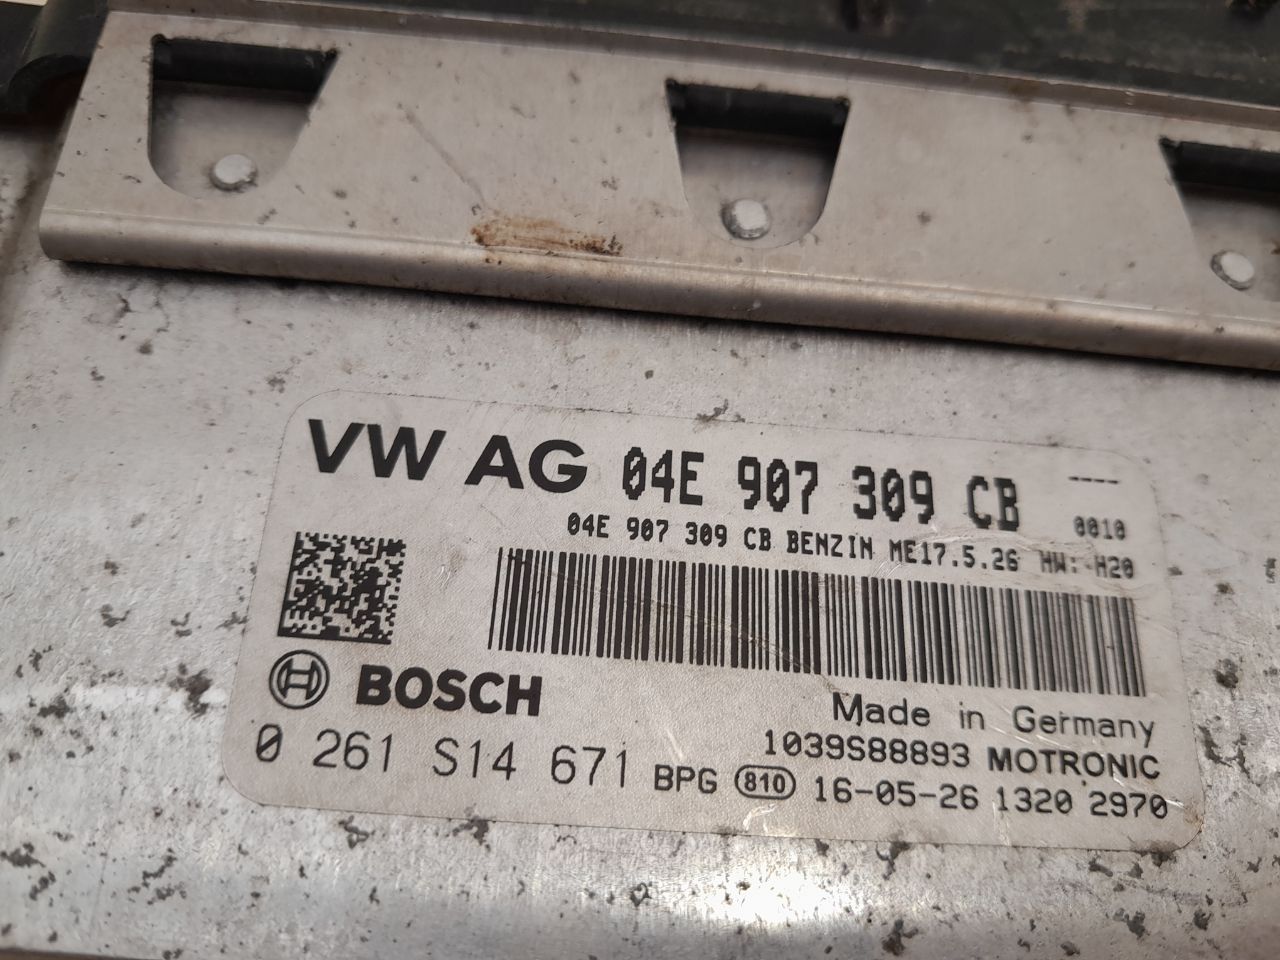 VW AG 04E 907 309 CB ----
0010
04E 907 309 CB BENZIN ME17.5.26 HW: H20
BOSCH
Made in Germany
1039S88893 MOTRONIC
0 261 S14 671 BPG 810 16-05-26 1320 2970